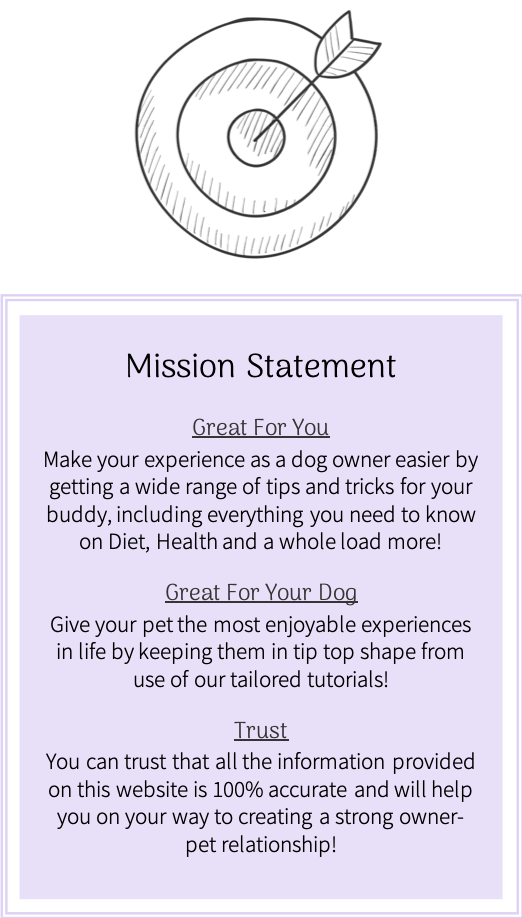 Mission Statement
Great For You
Make your experience as a dog owner easier by
getting a wide range of tips and tricks for your
buddy, including everything you need to know
on Diet, Health and a whole load more!
Great For Your Dog
Give your pet the most enjoyable experiences
in life by keeping them in tip top shape from
use of our tailored tutorials!
Trust
You can trust that all the information provided
on this website is 100% accurate and will help
you on your way to creating a strong owner-
pet relationship!